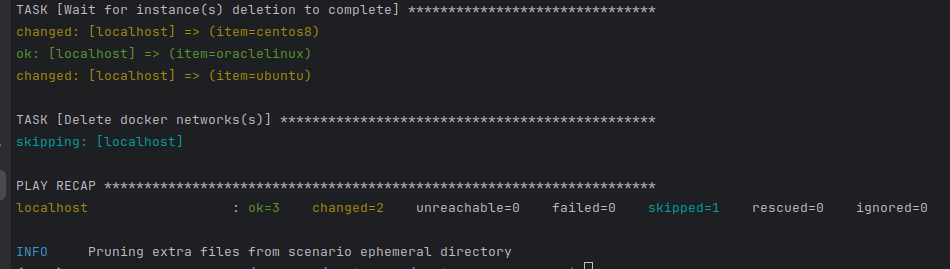 TASK [Wait for instance(s) deletion to complete] *******************************
changed: [localhost] => (item=centos8)
ok: [localhost] => (item=oraclelinux)
changed: [localhost] => (item=ubuntu)
TASK [Delete docker networks(s)] ***********************************************
skipping: [localhost]
PLAY RECAP *********************************************************************
localhost : ok=3 changed=2 unreachable=0 failed=0 skipped=1 rescued=0 ignored=0
INFO Pruning extra files from scenario ephemeral directory